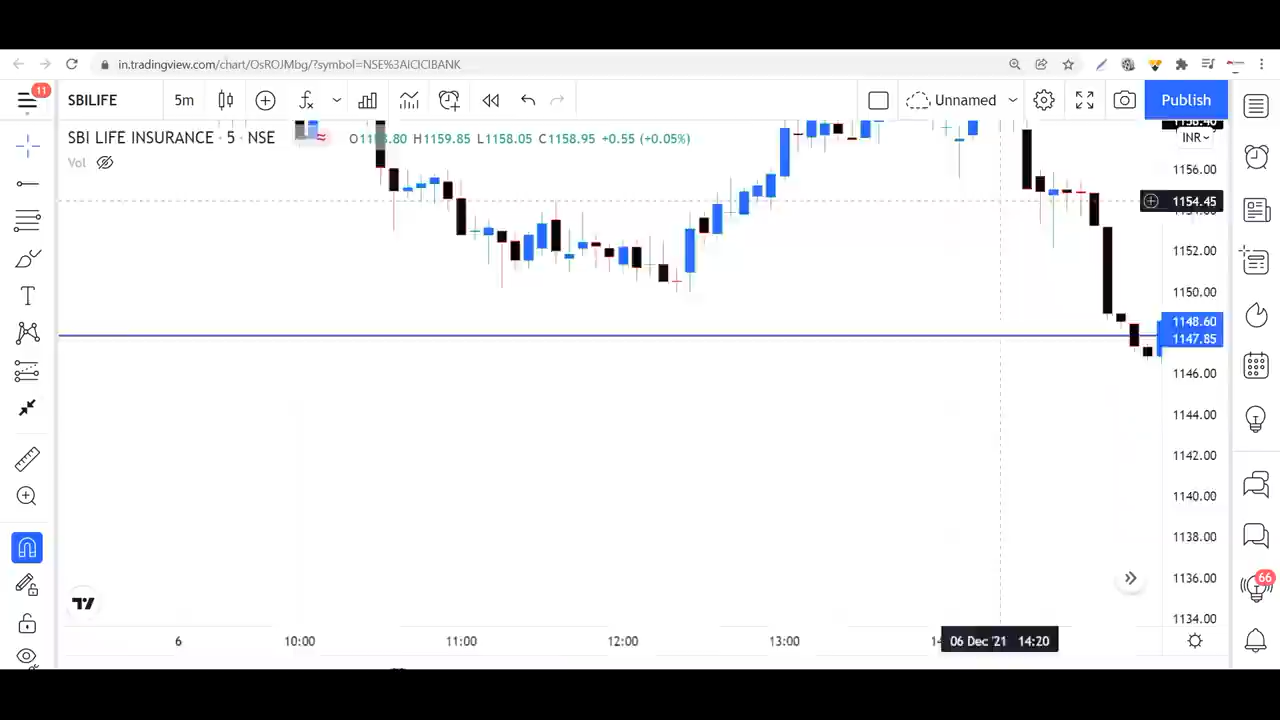 in.tradingview.com/chart/OsROJMbg/?symbol=NSE%3AICICIBANK
11
SBILIFE
5m
Unnamed
Publish
SBI LIFE INSURANCE · 5 · NSE
H1159.85 L1158.05 C1158.95 +0.55 (+0.05%)
INR
Vol
1156.00
1154.45
1152.00
1150.00
1148.60
1147.85
1146.00
1144.00
1142.00
1140.00
1138.00
1136.00
1134.00
66
6
10:00
11:00
12:00
13:00
06 Dec '21 14:20